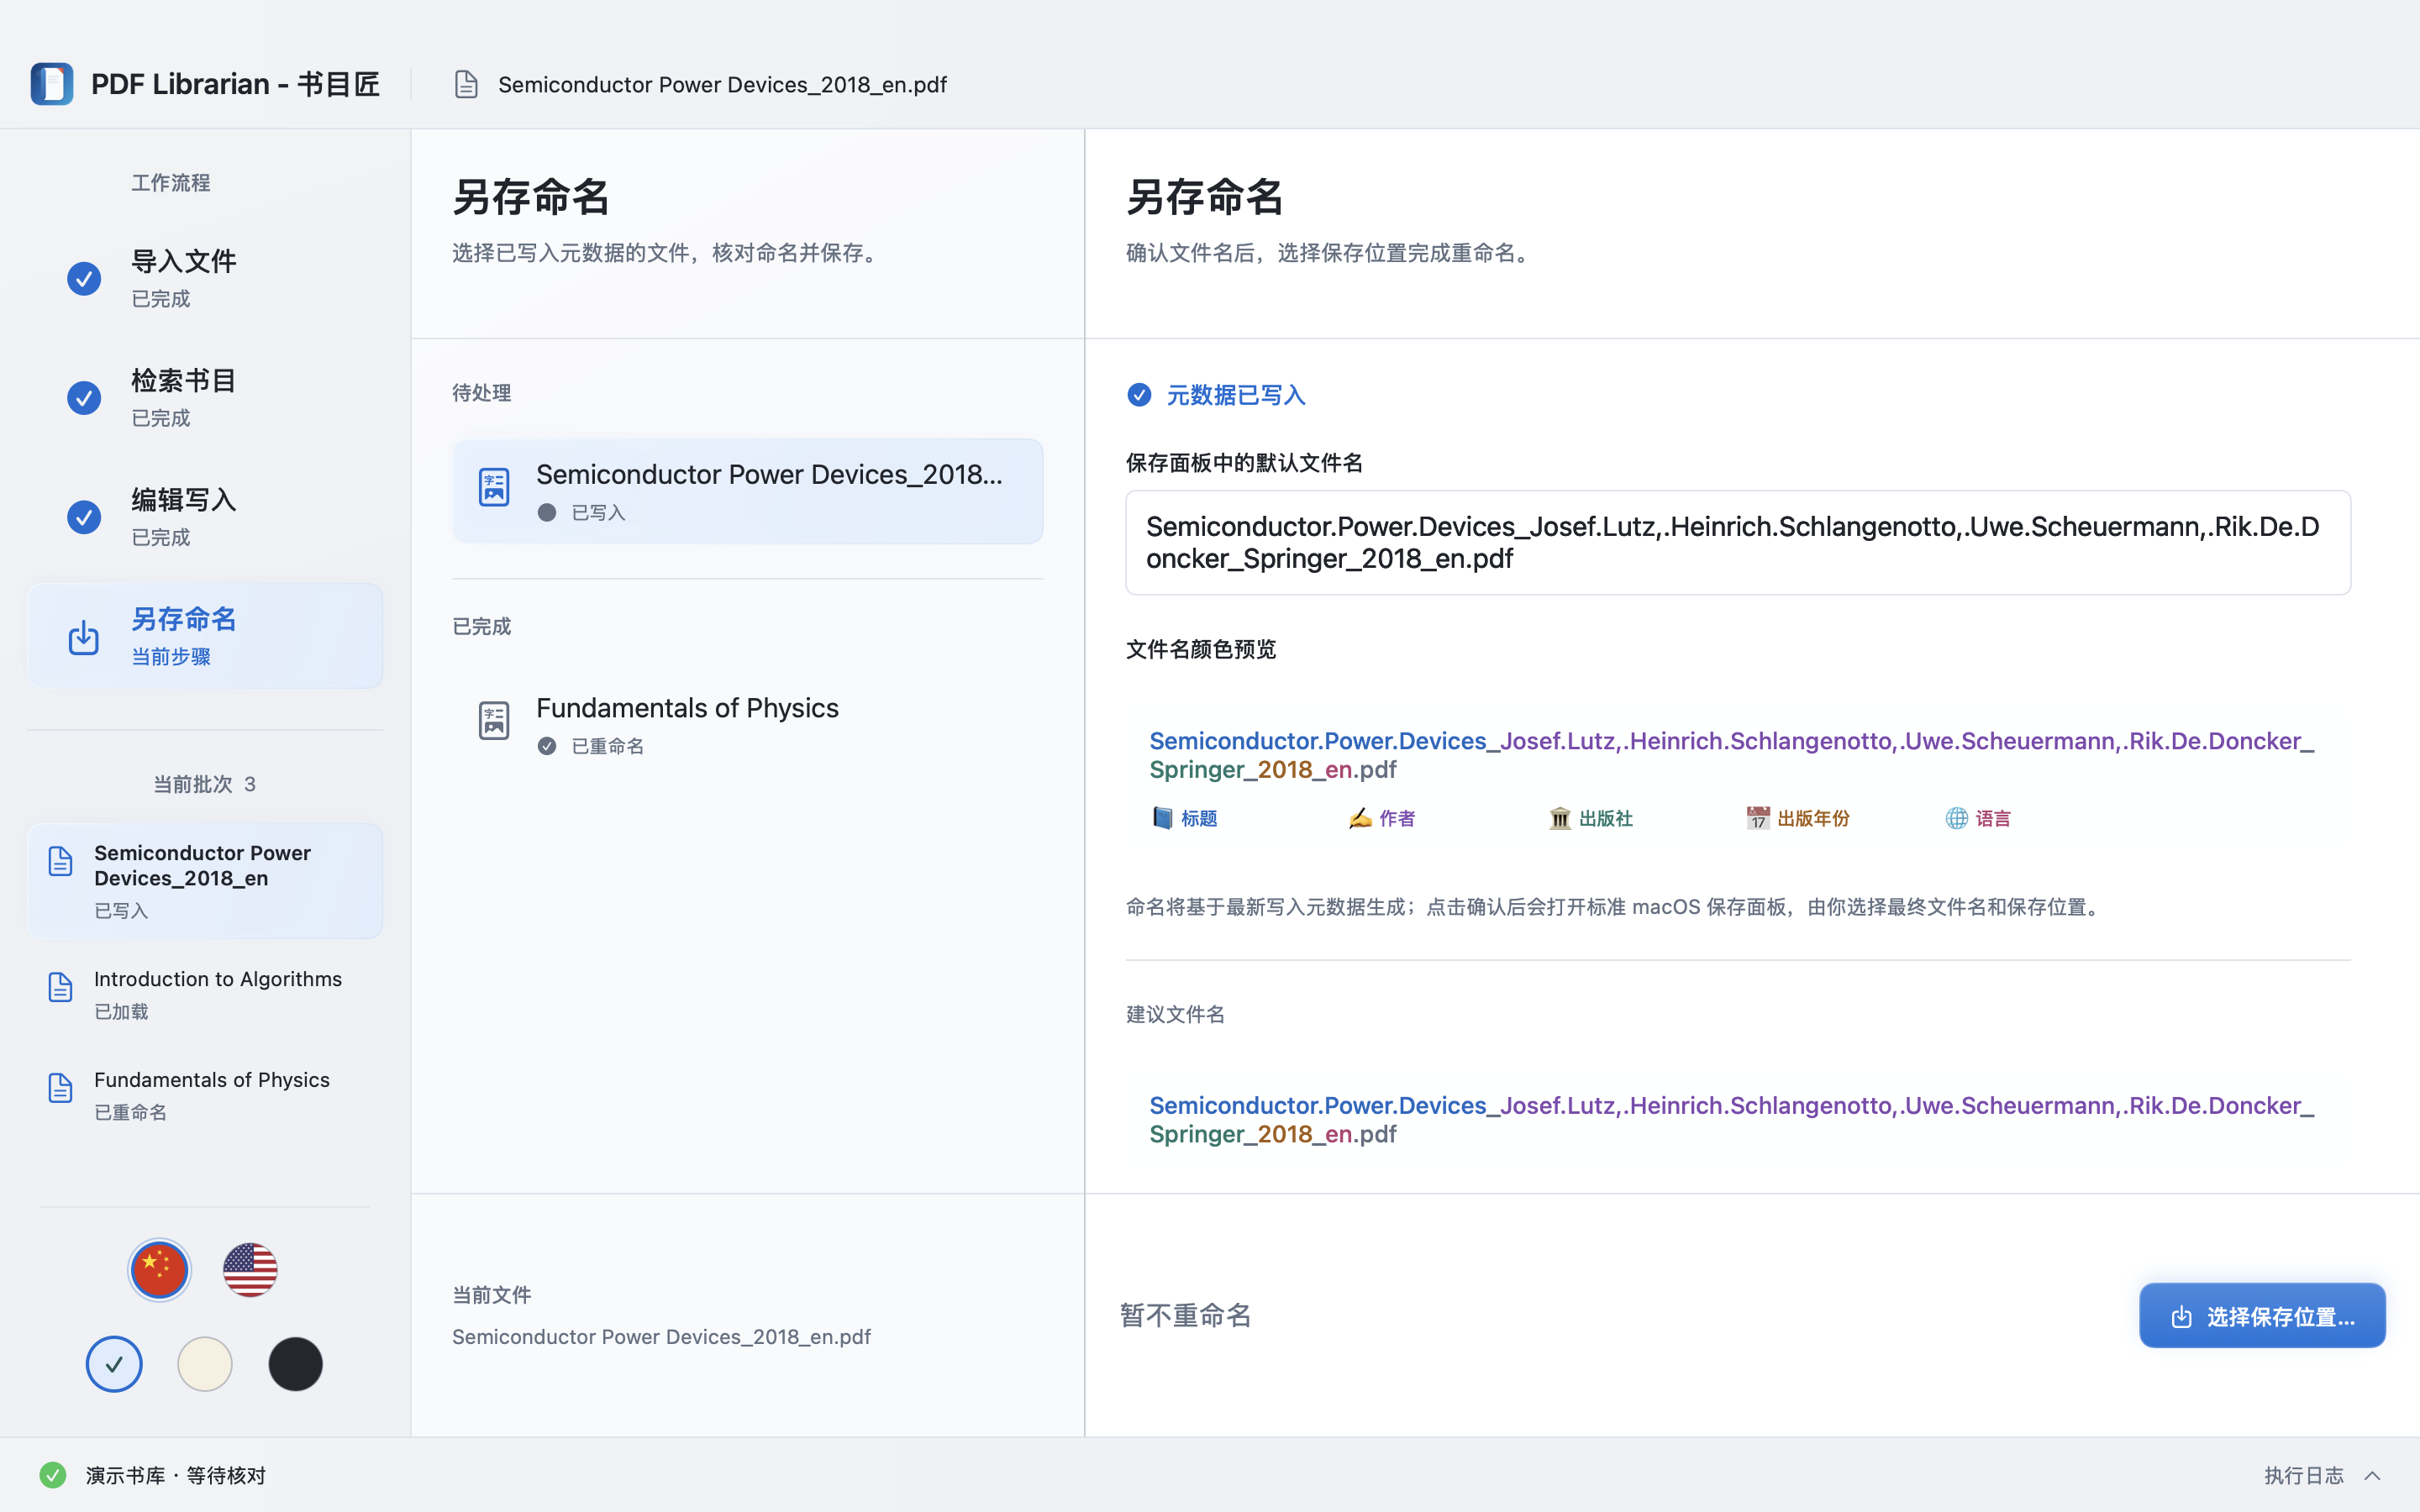 PDF Librarian - 书目匠
Semiconductor Power Devices_2018_en.pdf
工作流程
导入文件
已完成
检索书目
已完成
编辑写入
已完成
另存命名
当前步骤
当前批次 3
Semiconductor Power
Devices_2018_en
已写入
Introduction to Algorithms
已加载
Fundamentals of Physics
已重命名
另存命名
选择已写入元数据的文件，核对命名并保存。
待处理
Semiconductor Power Devices_2018...
已写入
已完成
Fundamentals of Physics
已重命名
当前文件
Semiconductor Power Devices_2018_en.pdf
另存命名
确认文件名后，选择保存位置完成重命名。
元数据已写入
保存面板中的默认文件名
Semiconductor.Power.Devices_Josef.Lutz,.Heinrich.Schlangenotto,.Uwe.Scheuermann,.Rik.De.D
oncker_Springer_2018_en.pdf
文件名颜色预览
Semiconductor.Power.Devices_Josef.Lutz,.Heinrich.Schlangenotto,.Uwe.Scheuermann,.Rik.De.Doncker_
Springer_2018_en.pdf
标题 作者 出版社 17 出版年份 语言
命名将基于最新写入元数据生成；点击确认后会打开标准 macOS 保存面板，由你选择最终文件名和保存位置。
建议文件名
Semiconductor.Power.Devices_Josef.Lutz,.Heinrich.Schlangenotto,.Uwe.Scheuermann,.Rik.De.Doncker_
Springer_2018_en.pdf
暂不重命名
选择保存位置...
演示书库 · 等待核对
执行日志